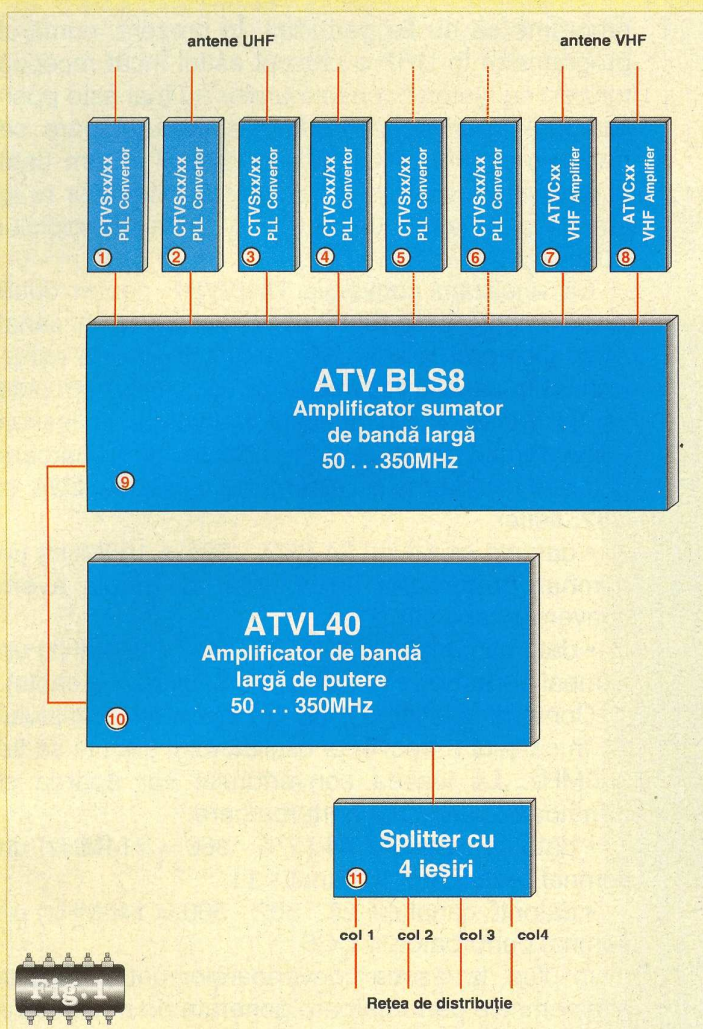 antene UHF
antene VHF
CTVSxx/xx
PLL Convertor
1
CTVSxx/xx
PLL Convertor
2
CTVSxx/xx
PLL Convertor
3
CTVSxx/xx
PLL Convertor
4
CTVSxx/xx
PLL Convertor
5
CTVSxx/xx
PLL Convertor
6
ATVCxx
VHF Amplifier
7
ATVCxx
VHF Amplifier
8
ATV.BLS8
Amplificator sumator
de bandă largă
50 . . .350MHz
9
ATVL40
Amplificator de bandă
largă de putere
50 . . . 350MHz
10
Splitter cu
4 ieșiri
11
col 1
col 2
col 3
col4
Rețea de distribuție
Fig.1